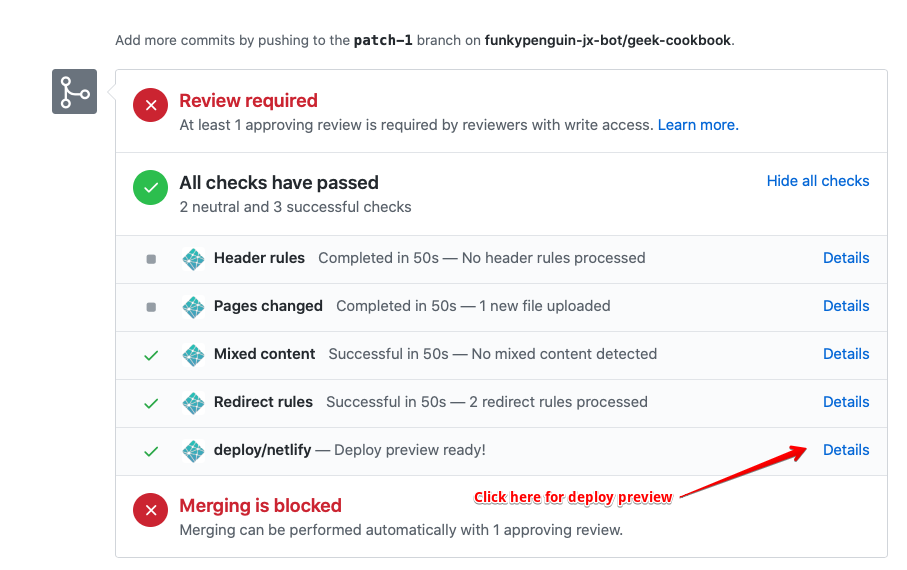 Add more commits by pushing to the patch-1 branch on funkypenguin-jx-bot/geek-cookbook.
Review required
At least 1 approving review is required by reviewers with write access. Learn more.
All checks have passed
Hide all checks
2 neutral and 3 successful checks
Header rules Completed in 50s — No header rules processed Details
Pages changed Completed in 50s — 1 new file uploaded Details
Mixed content Successful in 50s — No mixed content detected Details
Redirect rules Successful in 50s — 2 redirect rules processed Details
deploy/netlify — Deploy preview ready! Details
Click here for deploy preview
Merging is blocked
Merging can be performed automatically with 1 approving review.